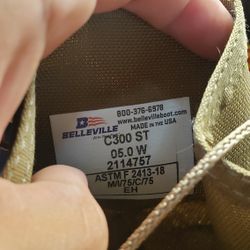 800-376-6978
www.bellevilleboot.com
MADE IN THE USA
BELLEVILLE
C300 ST
05.0 W
2114757
ASTM F 2413-18
M/I/75/C/75
EH